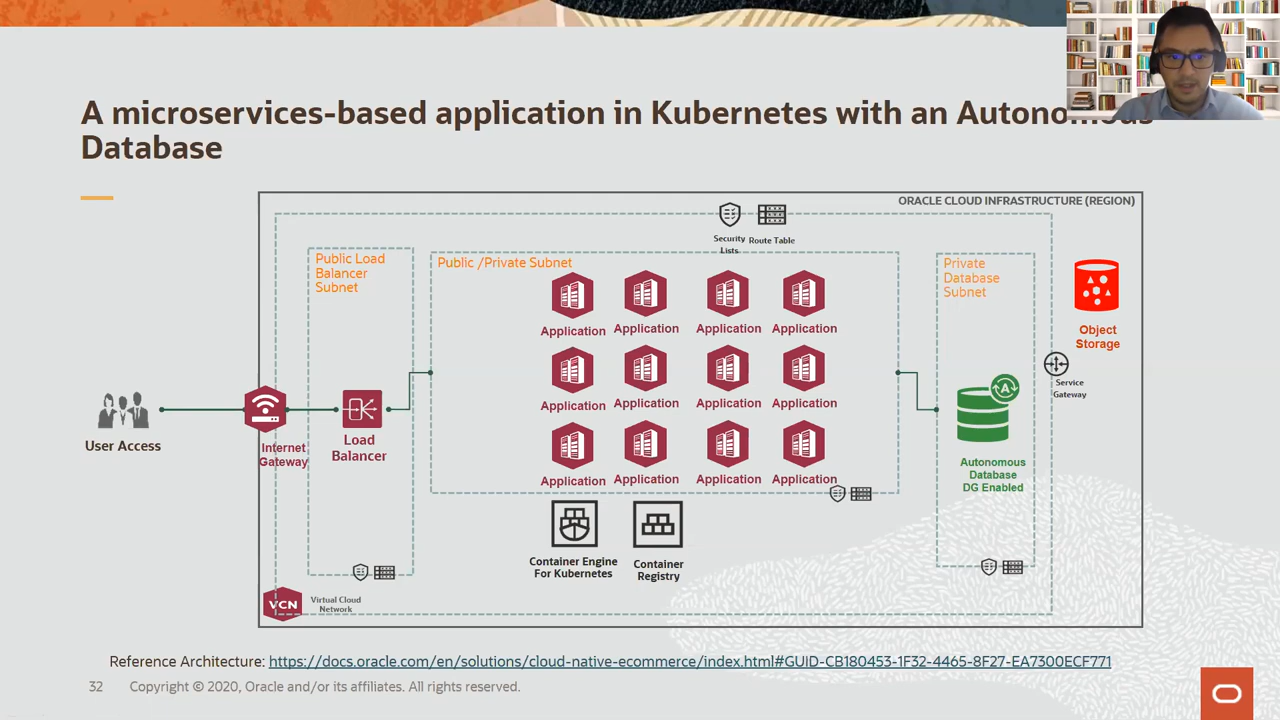 A microservices-based application in Kubernetes with an Autonomous
Database
ORACLE CLOUD INFRASTRUCTURE (REGION)
Security
Lists
Route Table
Public Load
Balancer
Subnet
Public /Private Subnet
Private
Database
Subnet
Application Application Application Application
Object
Storage
Application Application Application Application
Service
Gateway
User Access
Internet
Gateway
Load
Balancer
Application Application Application Application
A
Autonomous
Database
DG Enabled
Container Engine
For Kubernetes
Container
Registry
VCN
Virtual Cloud
Network
Reference Architecture: https://docs.oracle.com/en/solutions/cloud-native-ecommerce/index.html#GUID-CB180453-1F32-4465-8F27-EA7300ECF771
32 Copyright © 2020, Oracle and/or its affiliates. All rights reserved.